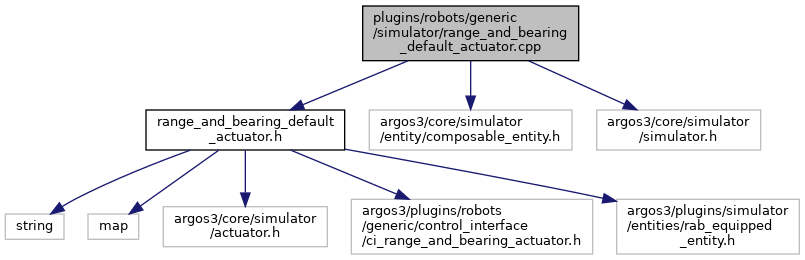 plugins/robots/generic
/simulator/range_and_bearing
_default_actuator.cpp
range_and_bearing_default
_actuator.h
argos3/core/simulator
/entity/composable_entity.h
argos3/core/simulator
/simulator.h
string
map
argos3/core/simulator
/actuator.h
argos3/plugins/robots
/generic/control_interface
/ci_range_and_bearing_actuator.h
argos3/plugins/simulator
/entities/rab_equipped
_entity.h